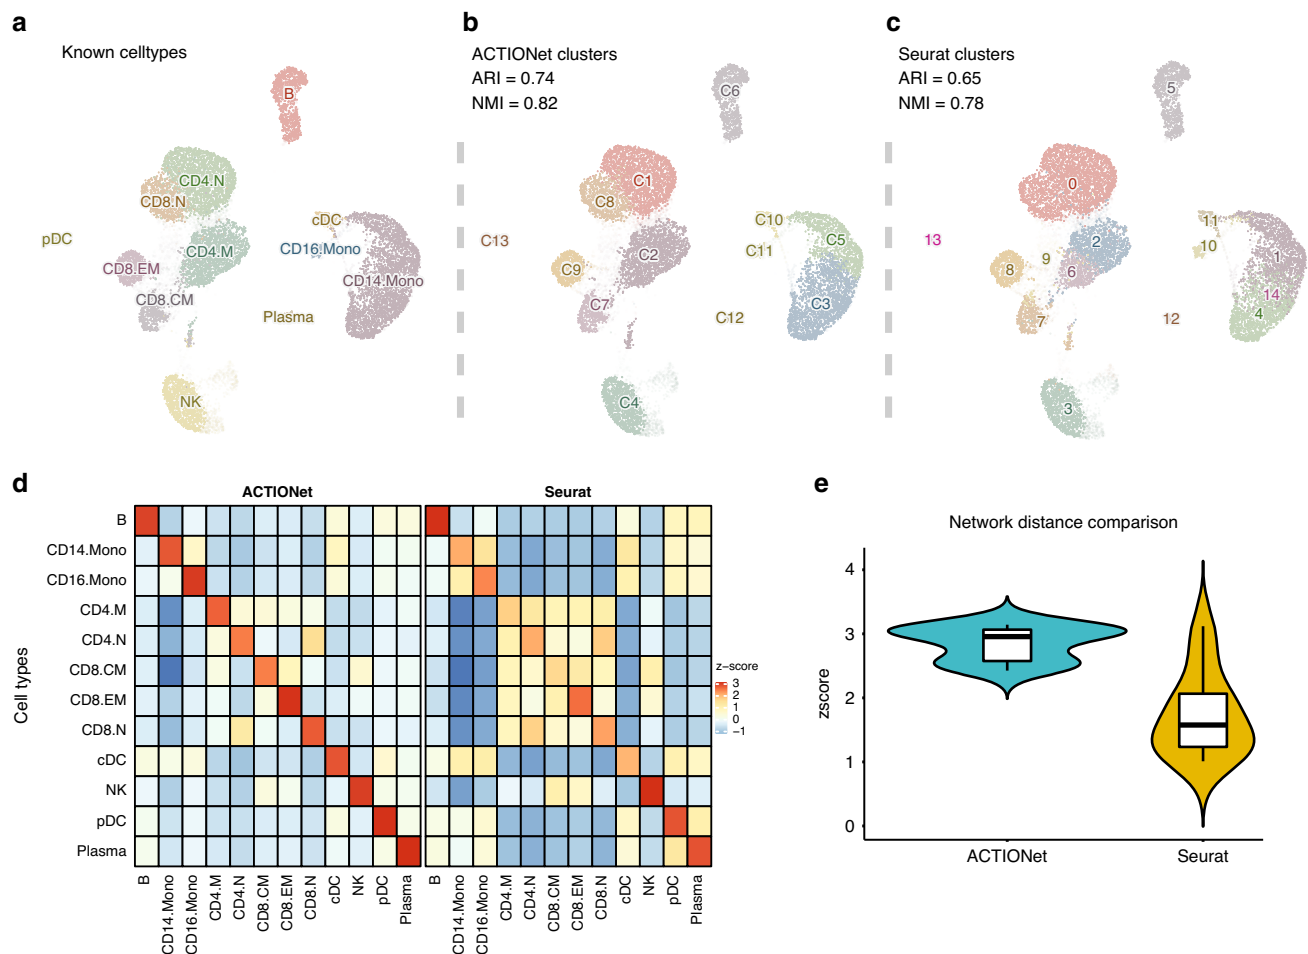 a
Known celltypes
B
CD4.N
CD8.N
pDC
CD4.M
CD8.EM
CD8.CM
cDC
CD16.Mono
CD14.Mono
Plasma
NK
b
ACTIONet clusters
ARI = 0.74
NMI = 0.82
C6
C1
C8
C13
C2
C9
C7
C10
C5
C11
C3
C12
C4
c
Seurat clusters
ARI = 0.65
NMI = 0.78
5
0
13
2
9
8
6
7
11
10
1
14
4
12
3
d
ACTIONet
Seurat
Cell types
B
CD14.Mono
CD16.Mono
CD4.M
CD4.N
CD8.CM
CD8.EM
CD8.N
cDC
NK
pDC
Plasma
B
CD14.Mono
CD16.Mono
CD4.M
CD4.N
CD8.CM
CD8.EM
CD8.N
cDC
NK
pDC
Plasma
B
CD14.Mono
CD16.Mono
CD4.M
CD4.N
CD8.CM
CD8.EM
CD8.N
cDC
NK
pDC
Plasma
z-score
3
2
1
0
−1
e
Network distance comparison
zscore
4
3
2
1
0
ACTIONet
Seurat